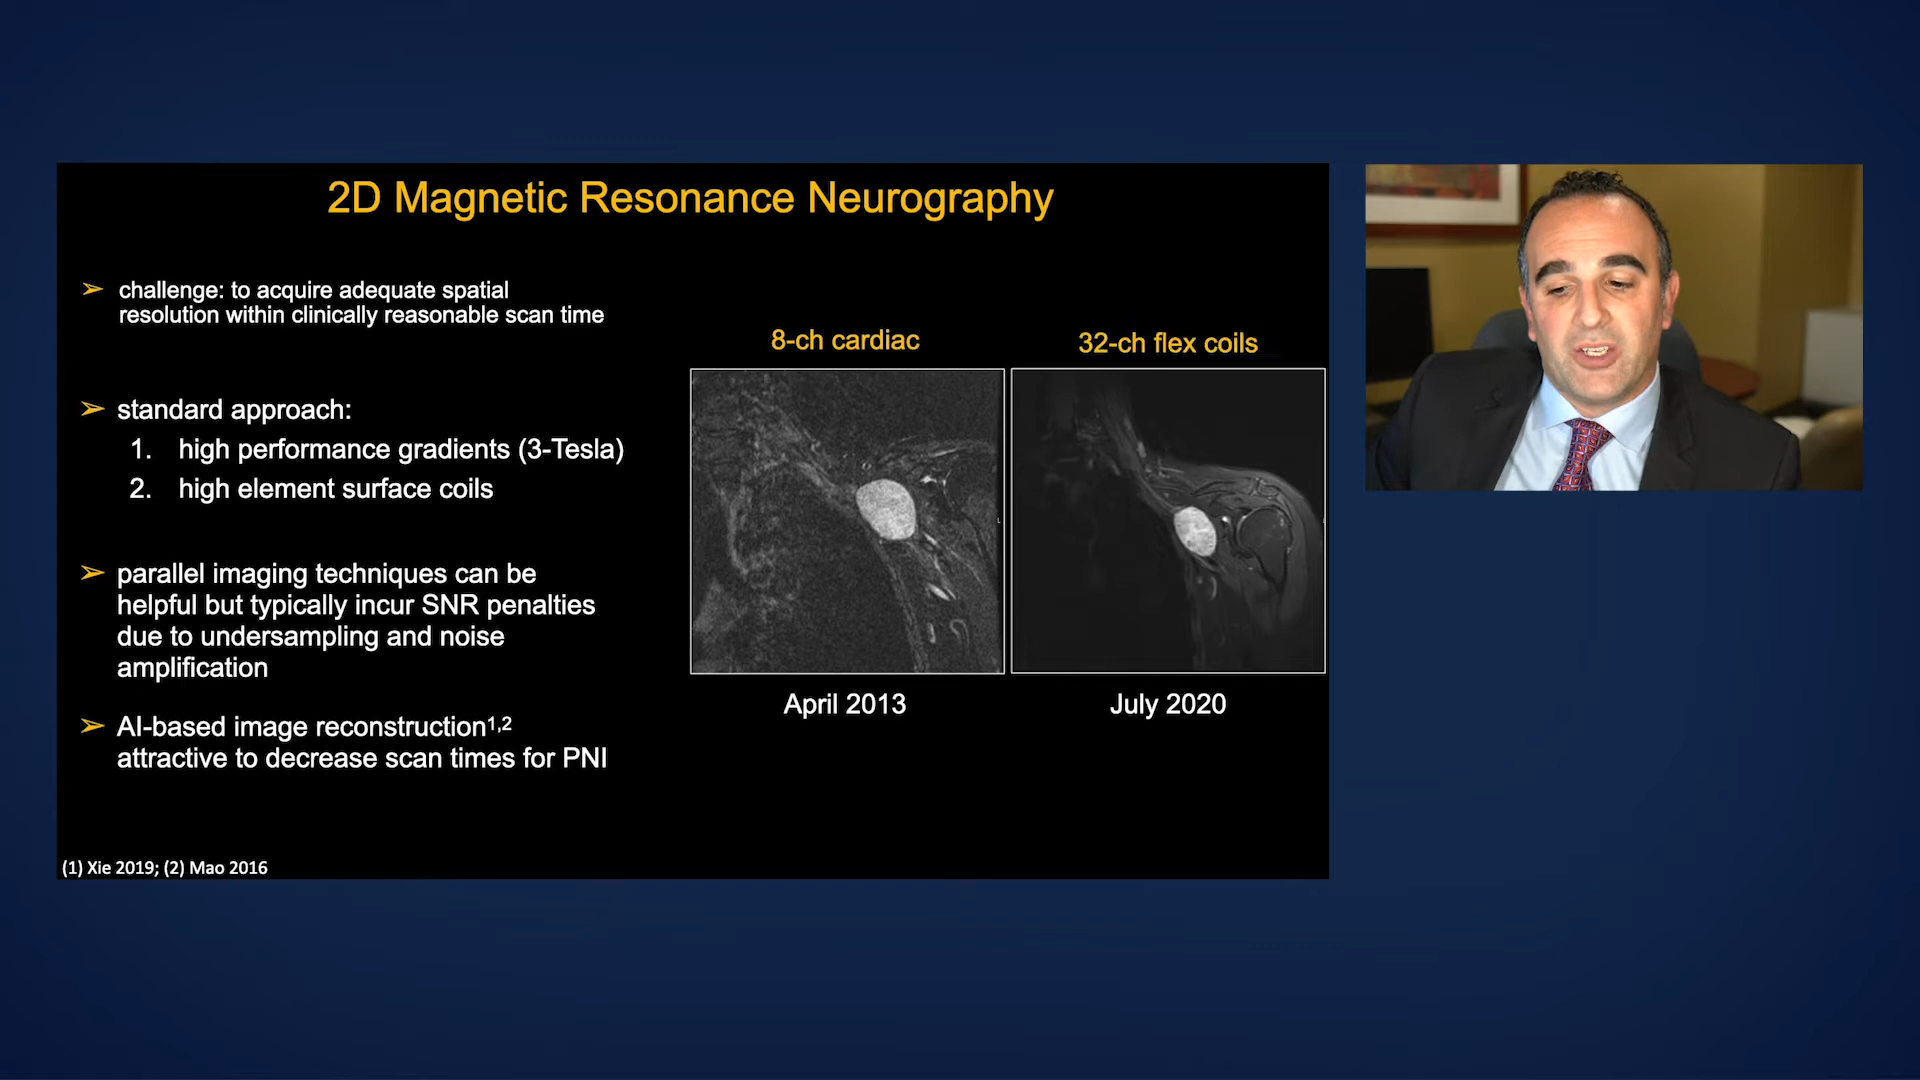 2D Magnetic Resonance Neurography
➢ challenge: to acquire adequate spatial
resolution within clinically reasonable scan time
➢ standard approach:
1. high performance gradients (3-Tesla)
2. high element surface coils
➢ parallel imaging techniques can be
helpful but typically incur SNR penalties
due to undersampling and noise
amplification
➢ AI-based image reconstruction1,2
attractive to decrease scan times for PNI
8-ch cardiac
32-ch flex coils
April 2013
July 2020
(1) Xie 2019; (2) Mao 2016